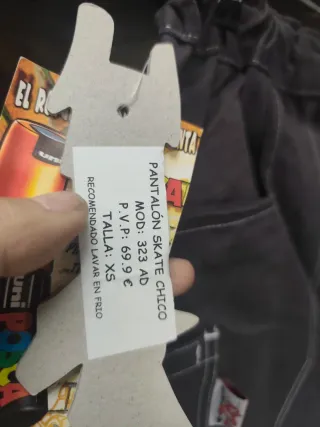 PANTALÓN SKATE CHICO
MOD: 323 AD
P.V.P: 69.9 €
TALLA: XS
RECOMENDADO LAVAR EN FRIO
EL